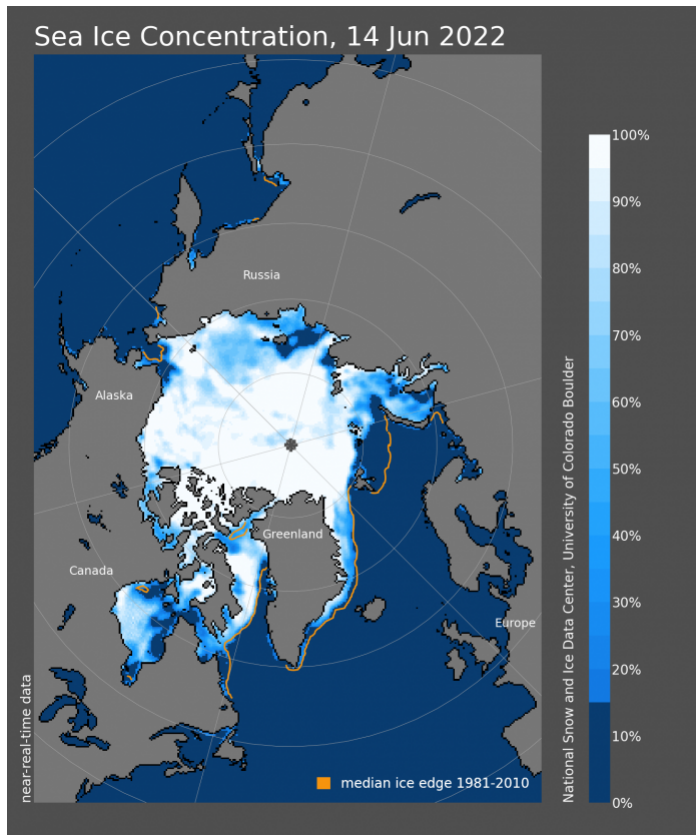 Sea Ice Concentration, 14 Jun 2022
Russia
Alaska
Greenland
Canada
Europe
near-real-time data
median ice edge 1981-2010
100%
90%
80%
70%
60%
50%
40%
30%
20%
10%
0%
National Snow and Ice Data Center, University of Colorado Boulder